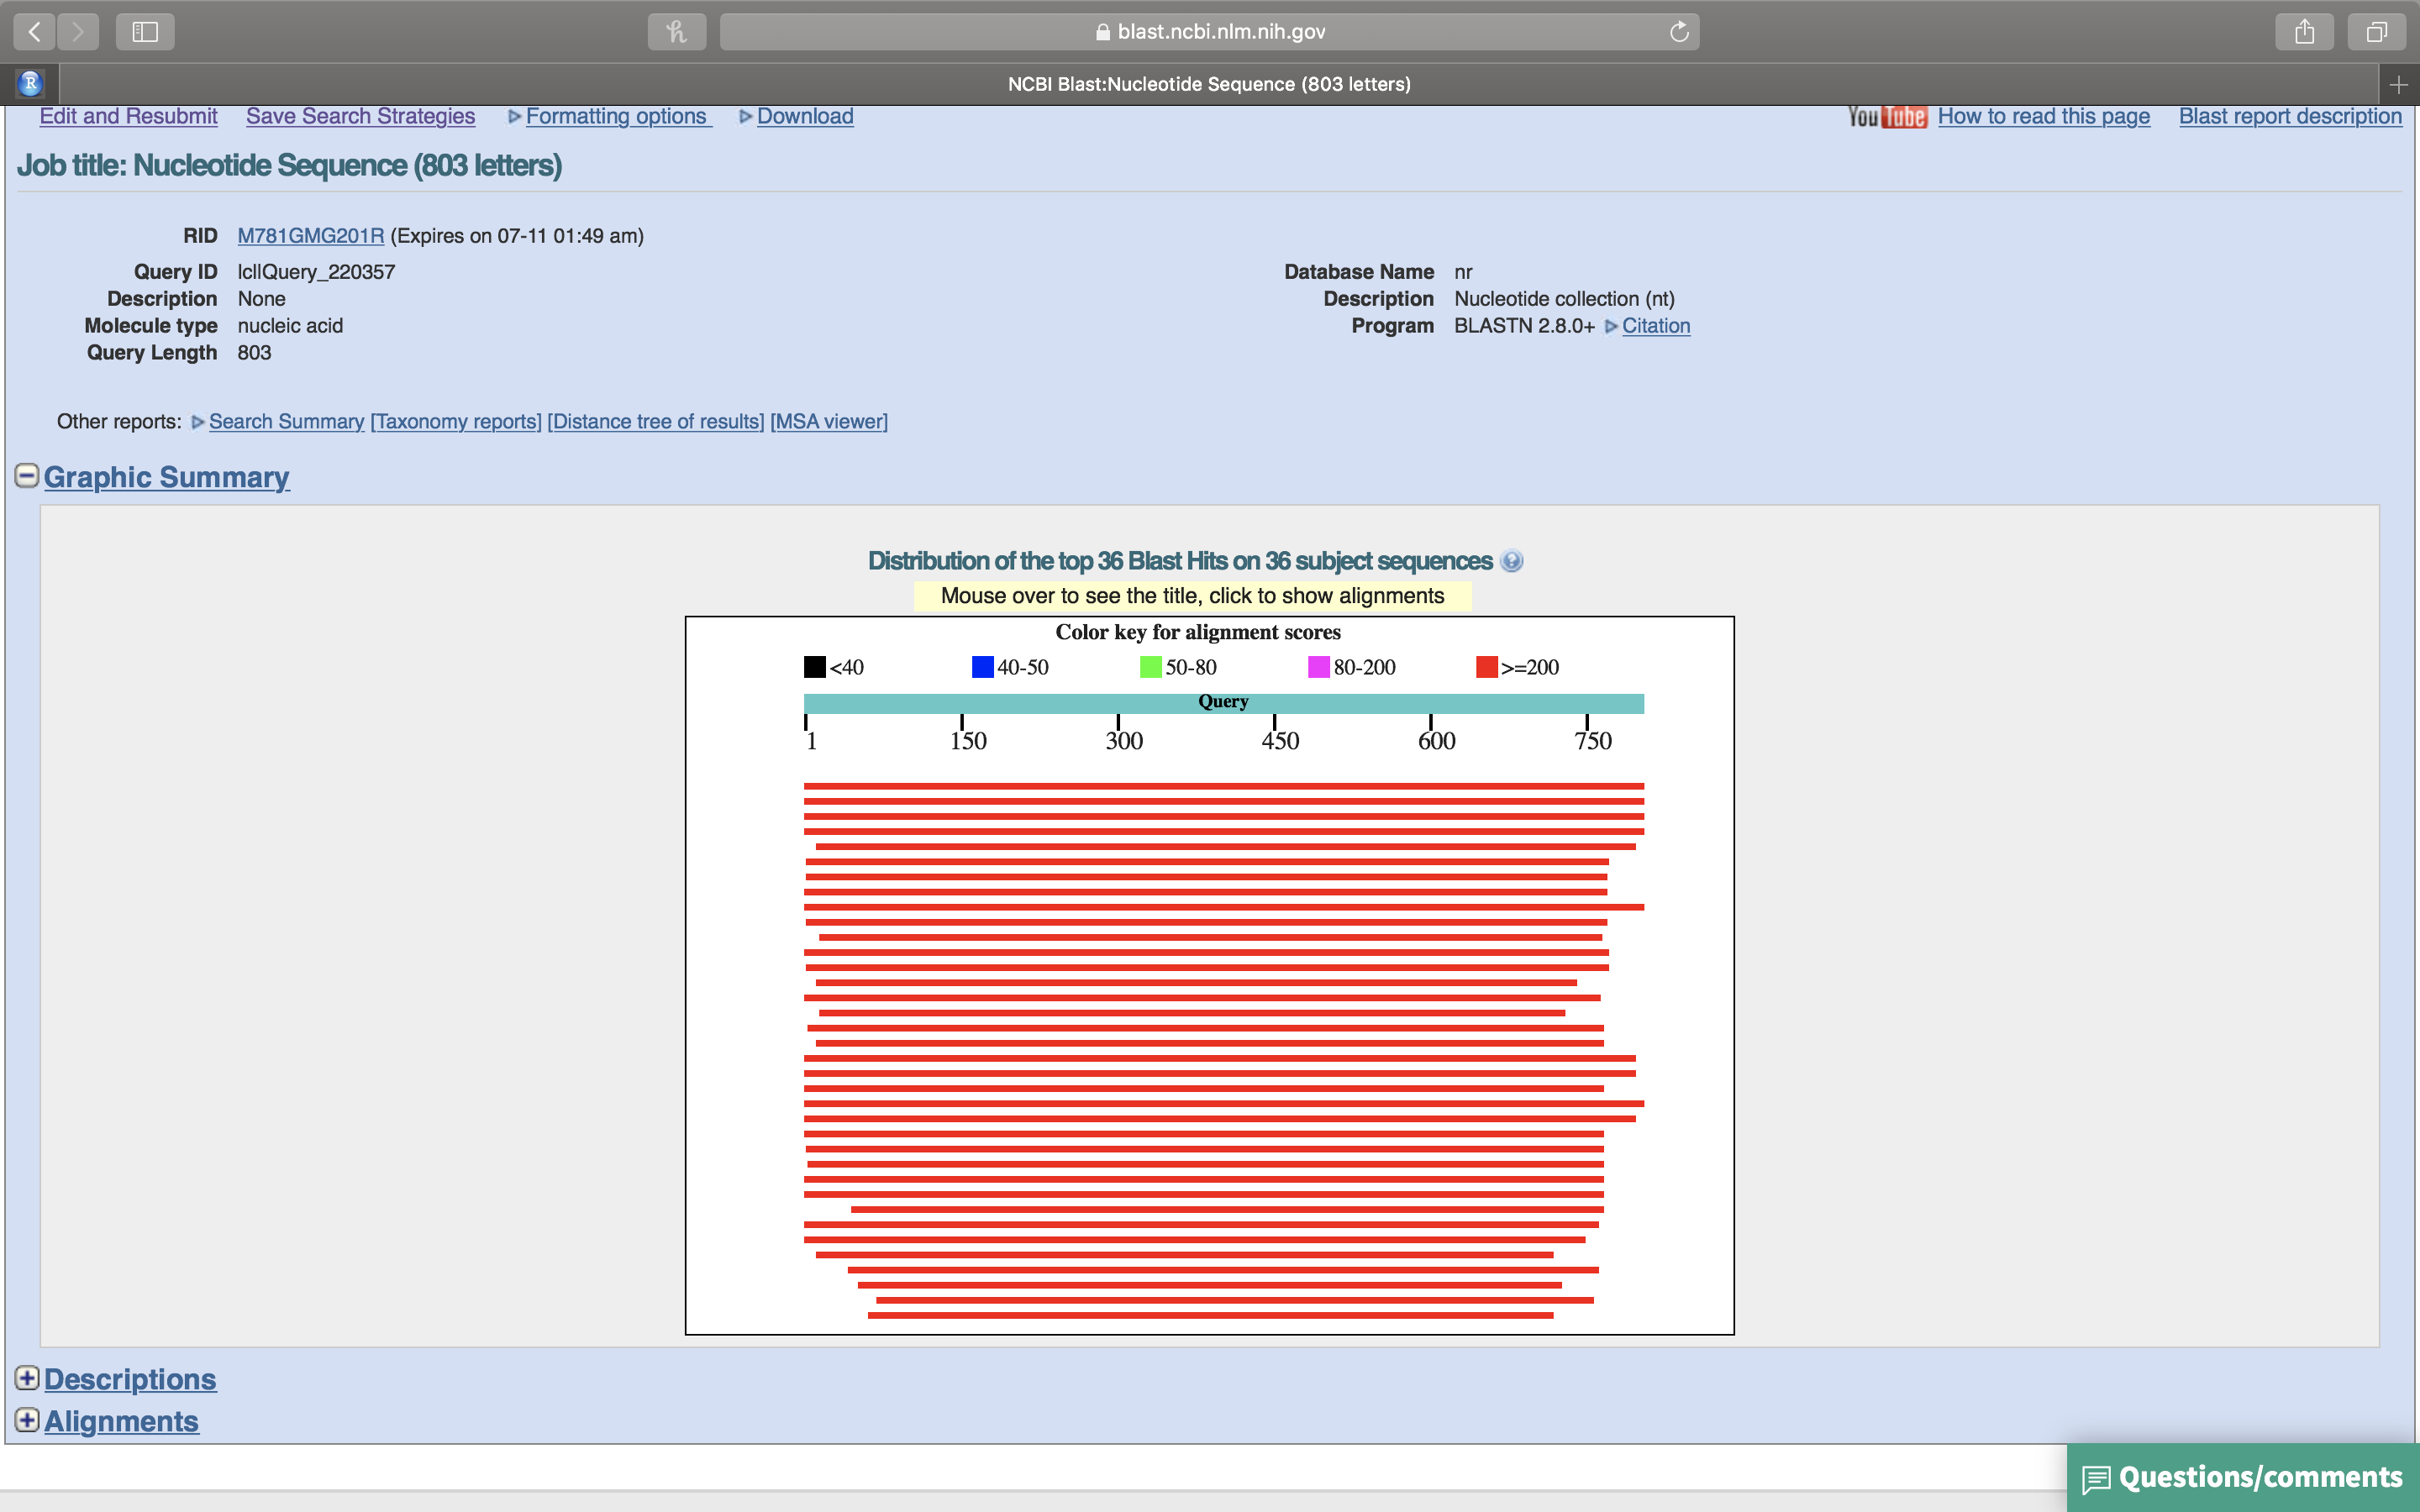 blast.ncbi.nlm.nih.gov
R
NCBI Blast:Nucleotide Sequence (803 letters)
Edit and Resubmit Save Search Strategies Formatting options Download
YouTube How to read this page Blast report description
Job title: Nucleotide Sequence (803 letters)
RID M781GMG201R (Expires on 07-11 01:49 am)
Query ID lcl|Query_220357
Description None
Molecule type nucleic acid
Query Length 803
Database Name nr
Description Nucleotide collection (nt)
Program BLASTN 2.8.0+ Citation
Other reports: Search Summary [Taxonomy reports] [Distance tree of results] [MSA viewer]
Graphic Summary
Distribution of the top 36 Blast Hits on 36 subject sequences ?
Mouse over to see the title, click to show alignments
Color key for alignment scores
<40 40-50 50-80 80-200 >=200
Query
1 150 300 450 600 750
Descriptions
Alignments
Questions/comments